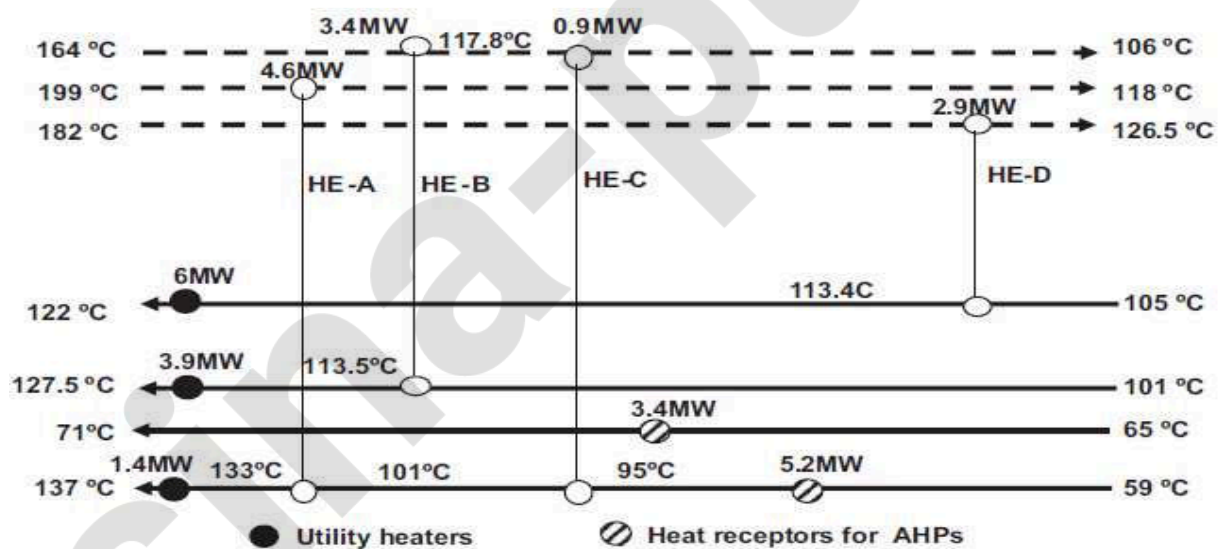 3.4MW 0.9MW
164 ºC 117.8ºC 106 ºC
4.6MW
199 ºC 118 ºC
2.9MW
182 ºC 126.5 ºC
HE-A HE-B HE-C HE-D
6MW
113.4C
122 ºC 105 ºC
3.9MW
113.5ºC
127.5 ºC 101 ºC
3.4MW
71ºC 65 ºC
1.4MW 133ºC 101ºC 95ºC 5.2MW
137 ºC 59 ºC
Utility heaters Heat receptors for AHPs